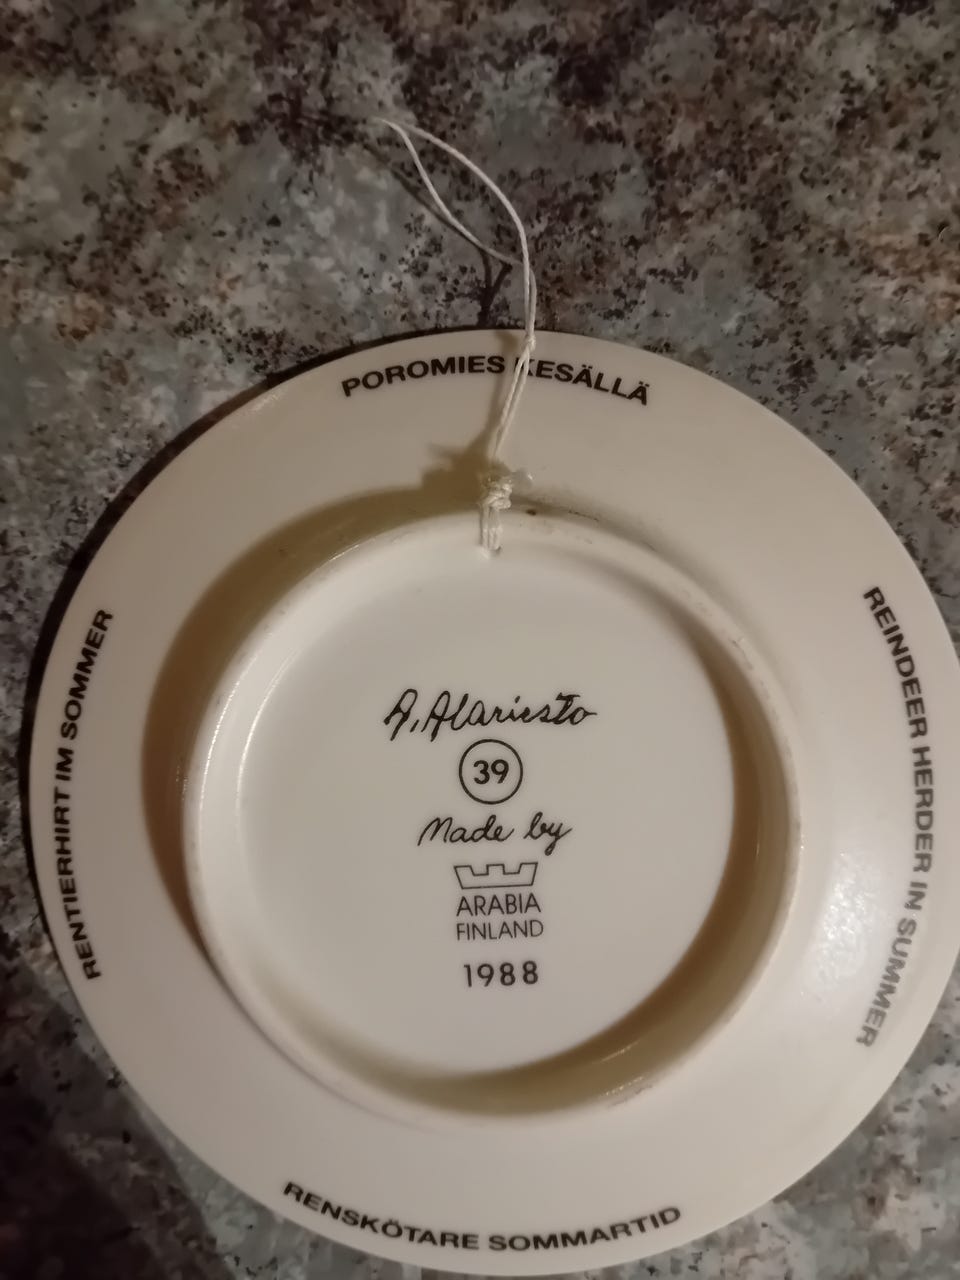 POROMIES KESÄLLÄ
REINDEER HERDER IN SUMMER
RENSKÖTARE SOMMARTID
RENTIERHIRT IM SOMMER
A. Alariesto
39
Made by
ARABIA
FINLAND
1988